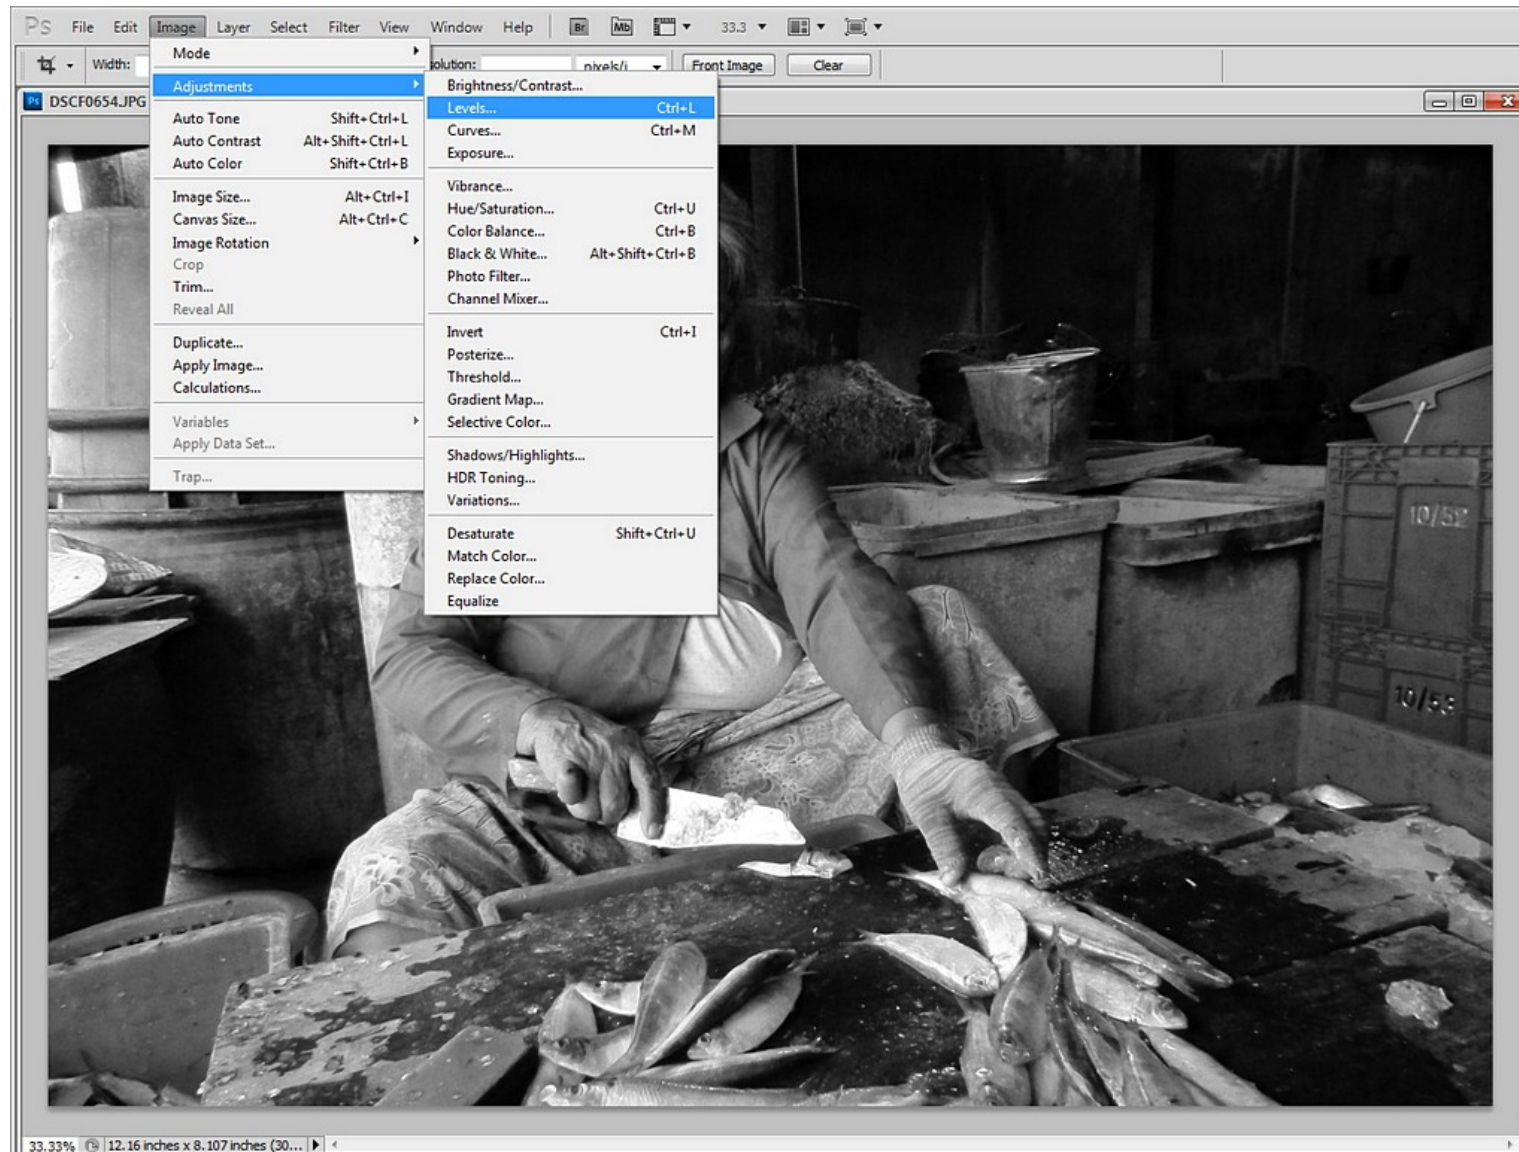 Ps File Edit Image Layer Select Filter View Window Help Br Mb 33.3
Width: solution: pixels/i Front Image Clear
Ps DSCF0654.JPG
Mode
Adjustments
Auto Tone Shift+Ctrl+L
Auto Contrast Alt+Shift+Ctrl+L
Auto Color Shift+Ctrl+B
Image Size... Alt+Ctrl+I
Canvas Size... Alt+Ctrl+C
Image Rotation
Crop
Trim...
Reveal All
Duplicate...
Apply Image...
Calculations...
Variables
Apply Data Set...
Trap...
Brightness/Contrast...
Levels... Ctrl+L
Curves... Ctrl+M
Exposure...
Vibrance...
Hue/Saturation... Ctrl+U
Color Balance... Ctrl+B
Black & White... Alt+Shift+Ctrl+B
Photo Filter...
Channel Mixer...
Invert Ctrl+I
Posterize...
Threshold...
Gradient Map...
Selective Color...
Shadows/Highlights...
HDR Toning...
Variations...
Desaturate Shift+Ctrl+U
Match Color...
Replace Color...
Equalize
10/52
10/53
33.33% 12.16 inches x 8.107 inches (30...